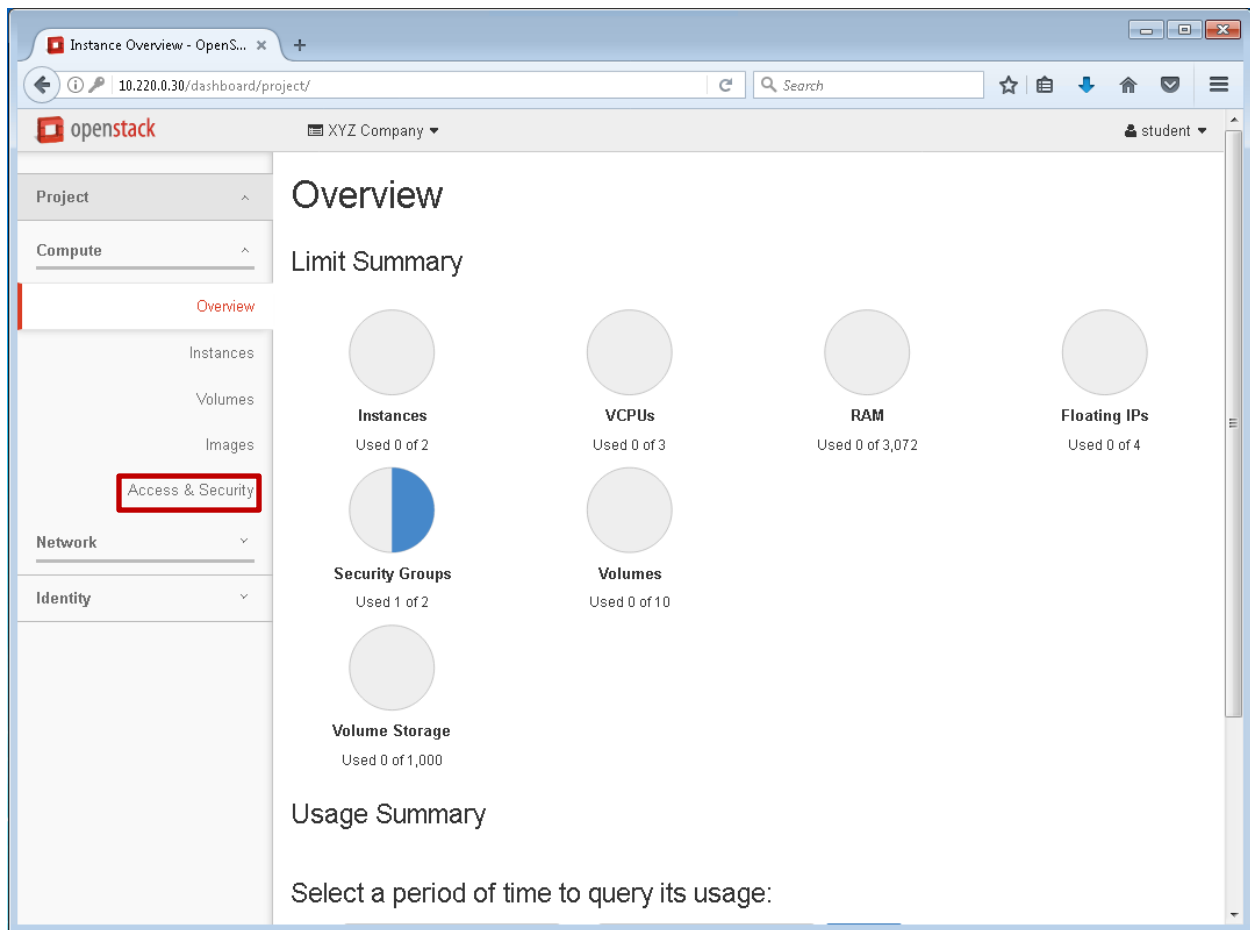 Instance Overview - OpenS...
10.220.0.30/dashboard/project/
Search
openstack
XYZ Company
student
Project
Compute
Overview
Instances
Volumes
Images
Access & Security
Network
Identity
Overview
Limit Summary
Instances
Used 0 of 2
VCPUs
Used 0 of 3
RAM
Used 0 of 3,072
Floating IPs
Used 0 of 4
Security Groups
Used 1 of 2
Volumes
Used 0 of 10
Volume Storage
Used 0 of 1,000
Usage Summary
Select a period of time to query its usage: